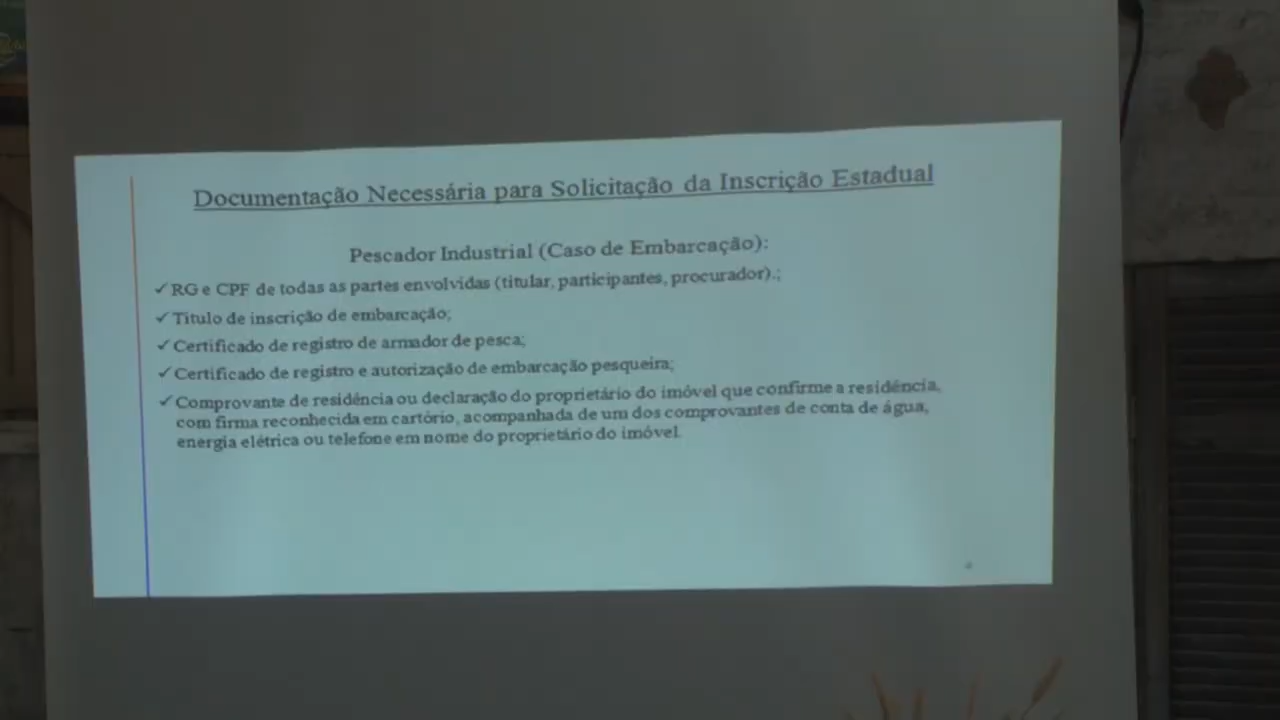 Documentação Necessária para Solicitação da Inscrição Estadual
Pescador Industrial (Caso de Embarcação):
✓ RG e CPF de todas as partes envolvidas (titular, participantes, procurador).;
✓ Titulo de inscrição de embarcação;
✓ Certificado de registro de armador de pesca;
✓ Certificado de registro e autorização de embarcação pesqueira;
✓ Comprovante de residência ou declaração do proprietário do imóvel que confirme a residência,
com firma reconhecida em cartório, acompanhada de um dos comprovantes de conta de água,
energia elétrica ou telefone em nome do proprietário do imóvel.